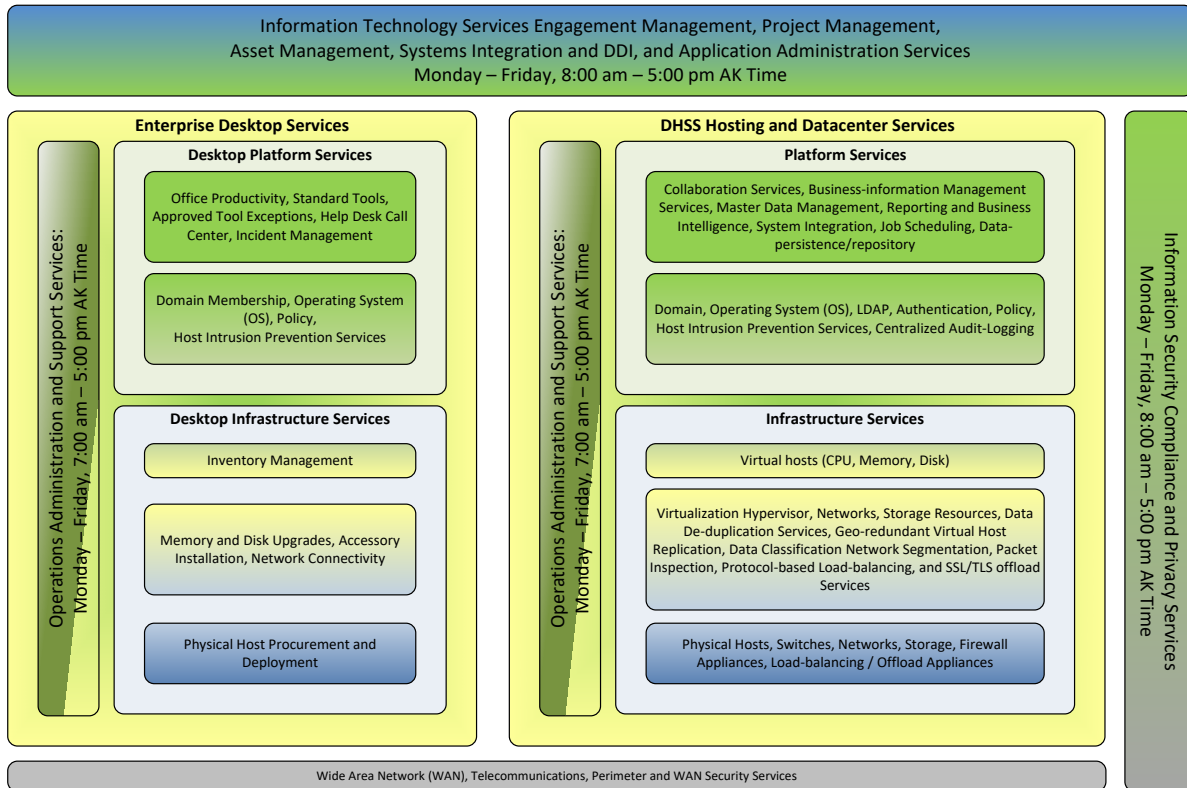 Information Technology Services Engagement Management, Project Management,
Asset Management, Systems Integration and DDI, and Application Administration Services
Monday – Friday, 8:00 am – 5:00 pm AK Time
Enterprise Desktop Services
Operations Administration and Support Services:
Monday – Friday, 7:00 am – 5:00 pm AK Time
Desktop Platform Services
Office Productivity, Standard Tools,
Approved Tool Exceptions, Help Desk Call
Center, Incident Management
Domain Membership, Operating System
(OS), Policy,
Host Intrusion Prevention Services
Desktop Infrastructure Services
Inventory Management
Memory and Disk Upgrades, Accessory
Installation, Network Connectivity
Physical Host Procurement and
Deployment
DHSS Hosting and Datacenter Services
Operations Administration and Support Services:
Monday – Friday, 7:00 am – 5:00 pm AK Time
Platform Services
Collaboration Services, Business-information Management
Services, Master Data Management, Reporting and Business
Intelligence, System Integration, Job Scheduling, Data-
persistence/repository
Domain, Operating System (OS), LDAP, Authentication, Policy,
Host Intrusion Prevention Services, Centralized Audit-Logging
Infrastructure Services
Virtual hosts (CPU, Memory, Disk)
Virtualization Hypervisor, Networks, Storage Resources, Data
De-duplication Services, Geo-redundant Virtual Host
Replication, Data Classification Network Segmentation, Packet
Inspection, Protocol-based Load-balancing, and SSL/TLS offload
Services
Physical Hosts, Switches, Networks, Storage, Firewall
Appliances, Load-balancing / Offload Appliances
Information Security Compliance and Privacy Services
Monday – Friday, 8:00 am – 5:00 pm AK Time
Wide Area Network (WAN), Telecommunications, Perimeter and WAN Security Services